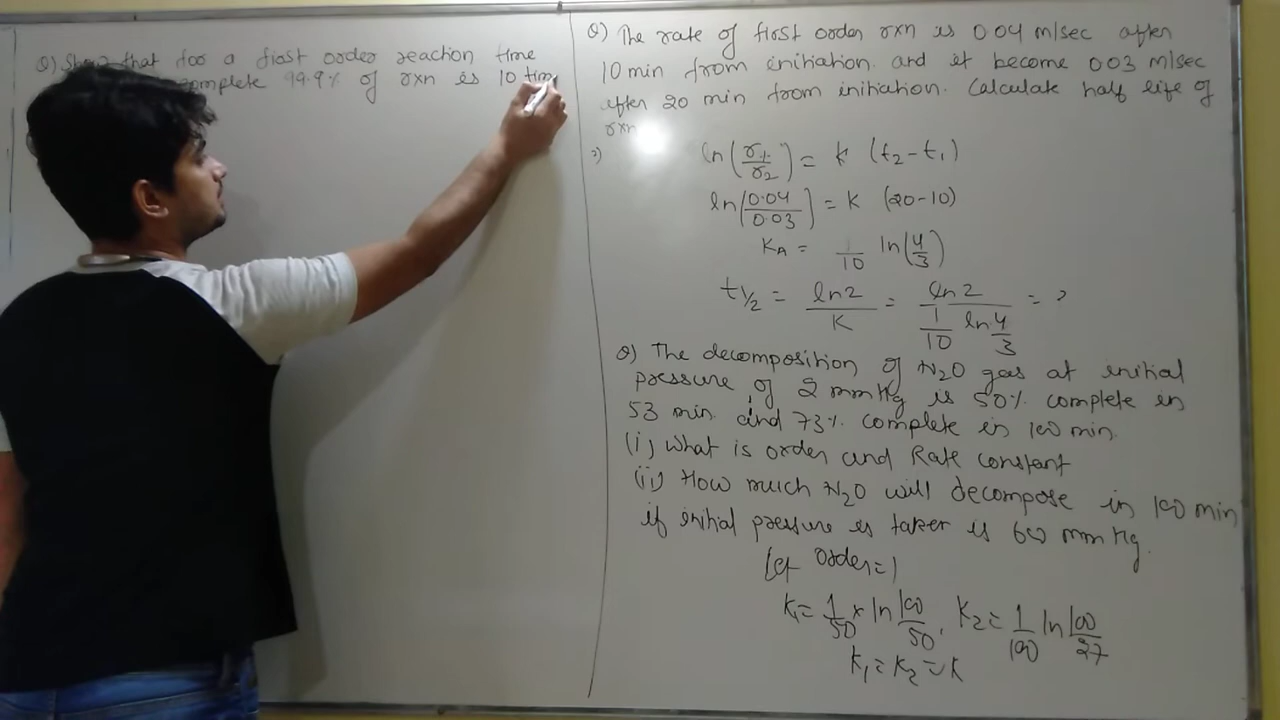 Q) Show that for a first order reaction time
complete 99.9% of rxn is 10 tim
Q) The rate of first order rxn is 0.04 m/sec after
10 min from initiation. and it become 0.03 m/sec
after 20 min from initiation. Calculate half life of
rxn
ln(r1/r2) = K (t2-t1)
ln(0.04/0.03) = K (20-10)
KA = 1/10 ln(4/3)
t1/2 = ln2/K = ln2/(1/10 ln 4/3) = ?
Q) The decomposition of N2O gas at initial
pressure of 2 mmHg is 50% complete in
53 min and 73% complete in 100 min.
(i) What is order and Rate constant
(ii) How much N2O will decompose in 100 min
if initial pressure is taken is 600 mmHg.
Let Order=1
K1= 1/50 x ln 100/50, K2= 1/100 ln 100/27
K1=K2=K